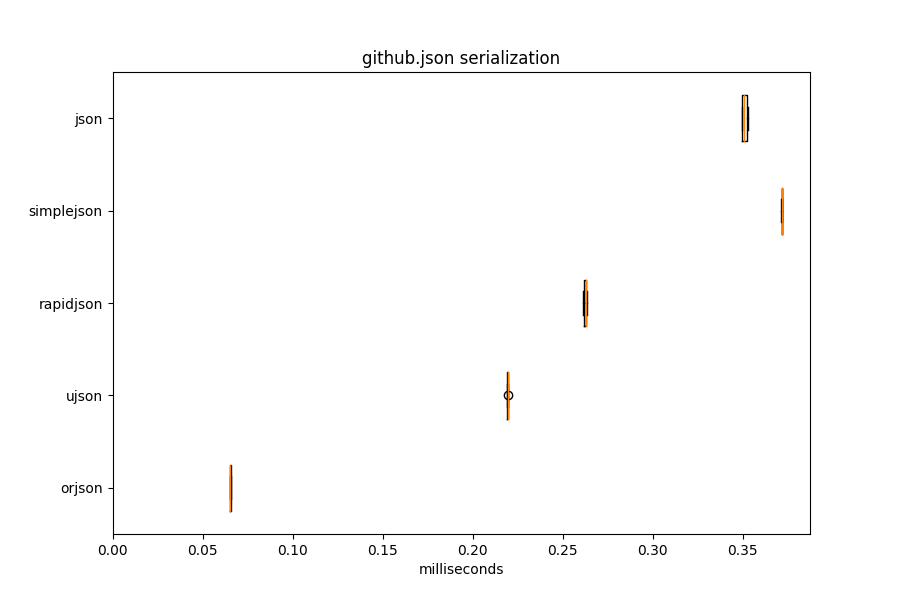 github.json serialization
json
simplejson
rapidjson
ujson
orjson
0.00 0.05 0.10 0.15 0.20 0.25 0.30 0.35
milliseconds